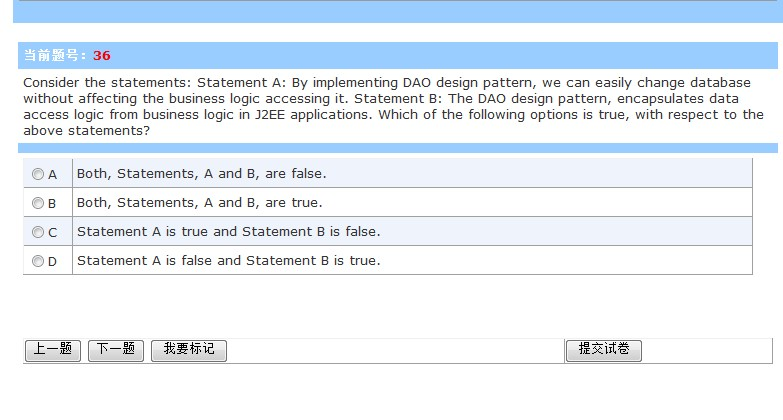 当前题号：36
Consider the statements: Statement A: By implementing DAO design pattern, we can easily change database
without affecting the business logic accessing it. Statement B: The DAO design pattern, encapsulates data
access logic from business logic in J2EE applications. Which of the following options is true, with respect to the
above statements?
A Both, Statements, A and B, are false.
B Both, Statements, A and B, are true.
C Statement A is true and Statement B is false.
D Statement A is false and Statement B is true.
上一题 下一题 我要标记 提交试卷